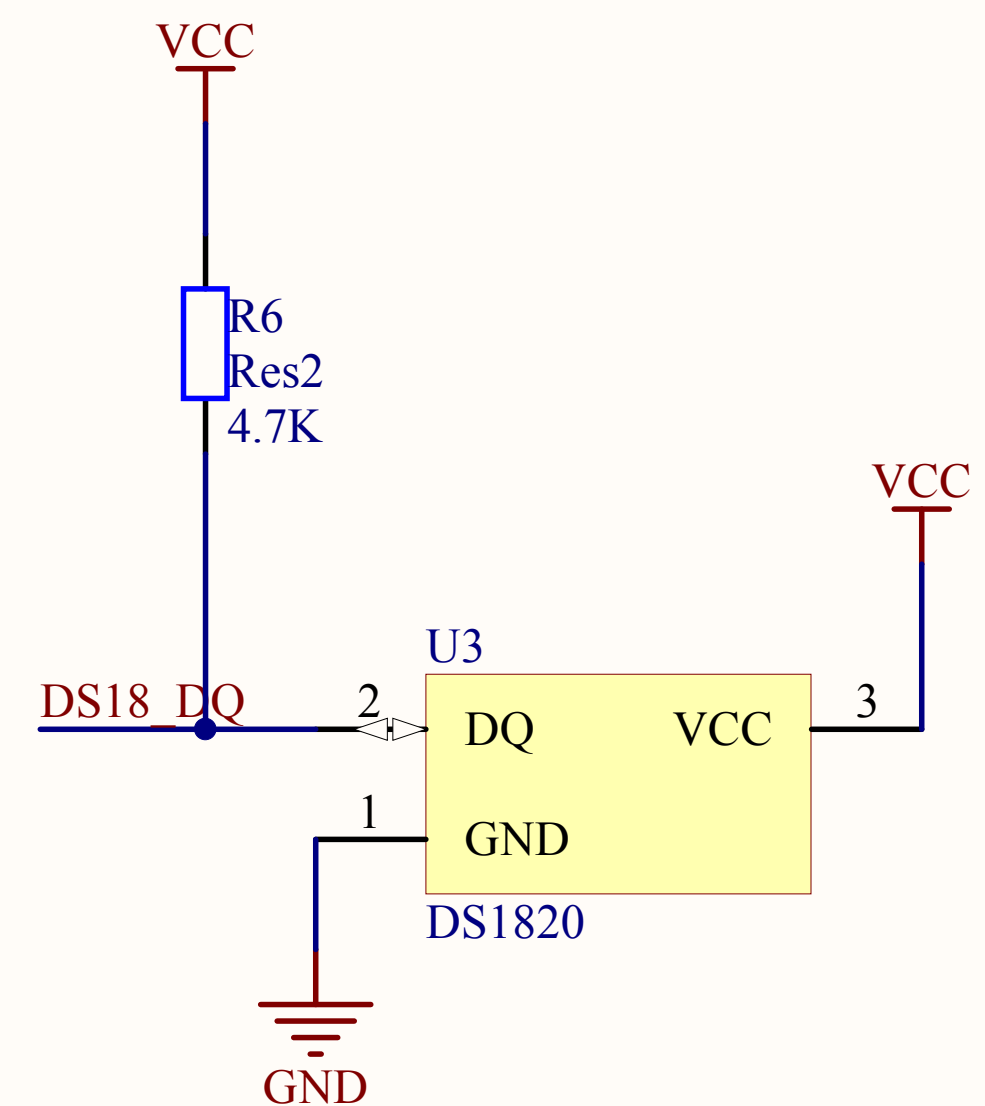 VCC
R6
Res2
4.7K
VCC
U3
DS18_DQ
2
DQ
VCC
3
1
GND
DS1820
GND